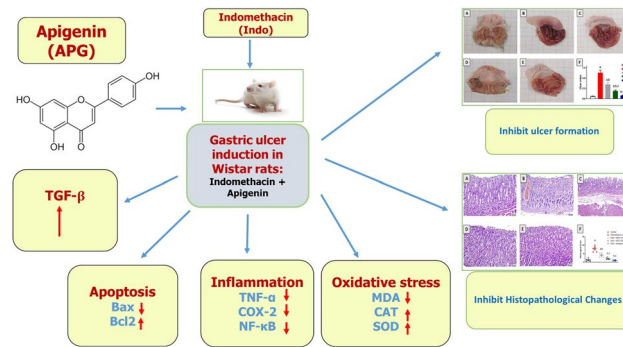 Apigenin
(APG)
Indomethacin
(Indo)
OH
HO
O
OH
O
Gastric ulcer
induction in
Wistar rats:
Indomethacin +
Apigenin
TGF-β
Apoptosis
Bax
Bcl2
Inflammation
TNF-α
COX-2
NF-κB
Oxidative stress
MDA
CAT
SOD
A
B
C
D
E
F
Inhibit ulcer formation
A
B
C
D
E
F
Inhibit Histopathological Changes